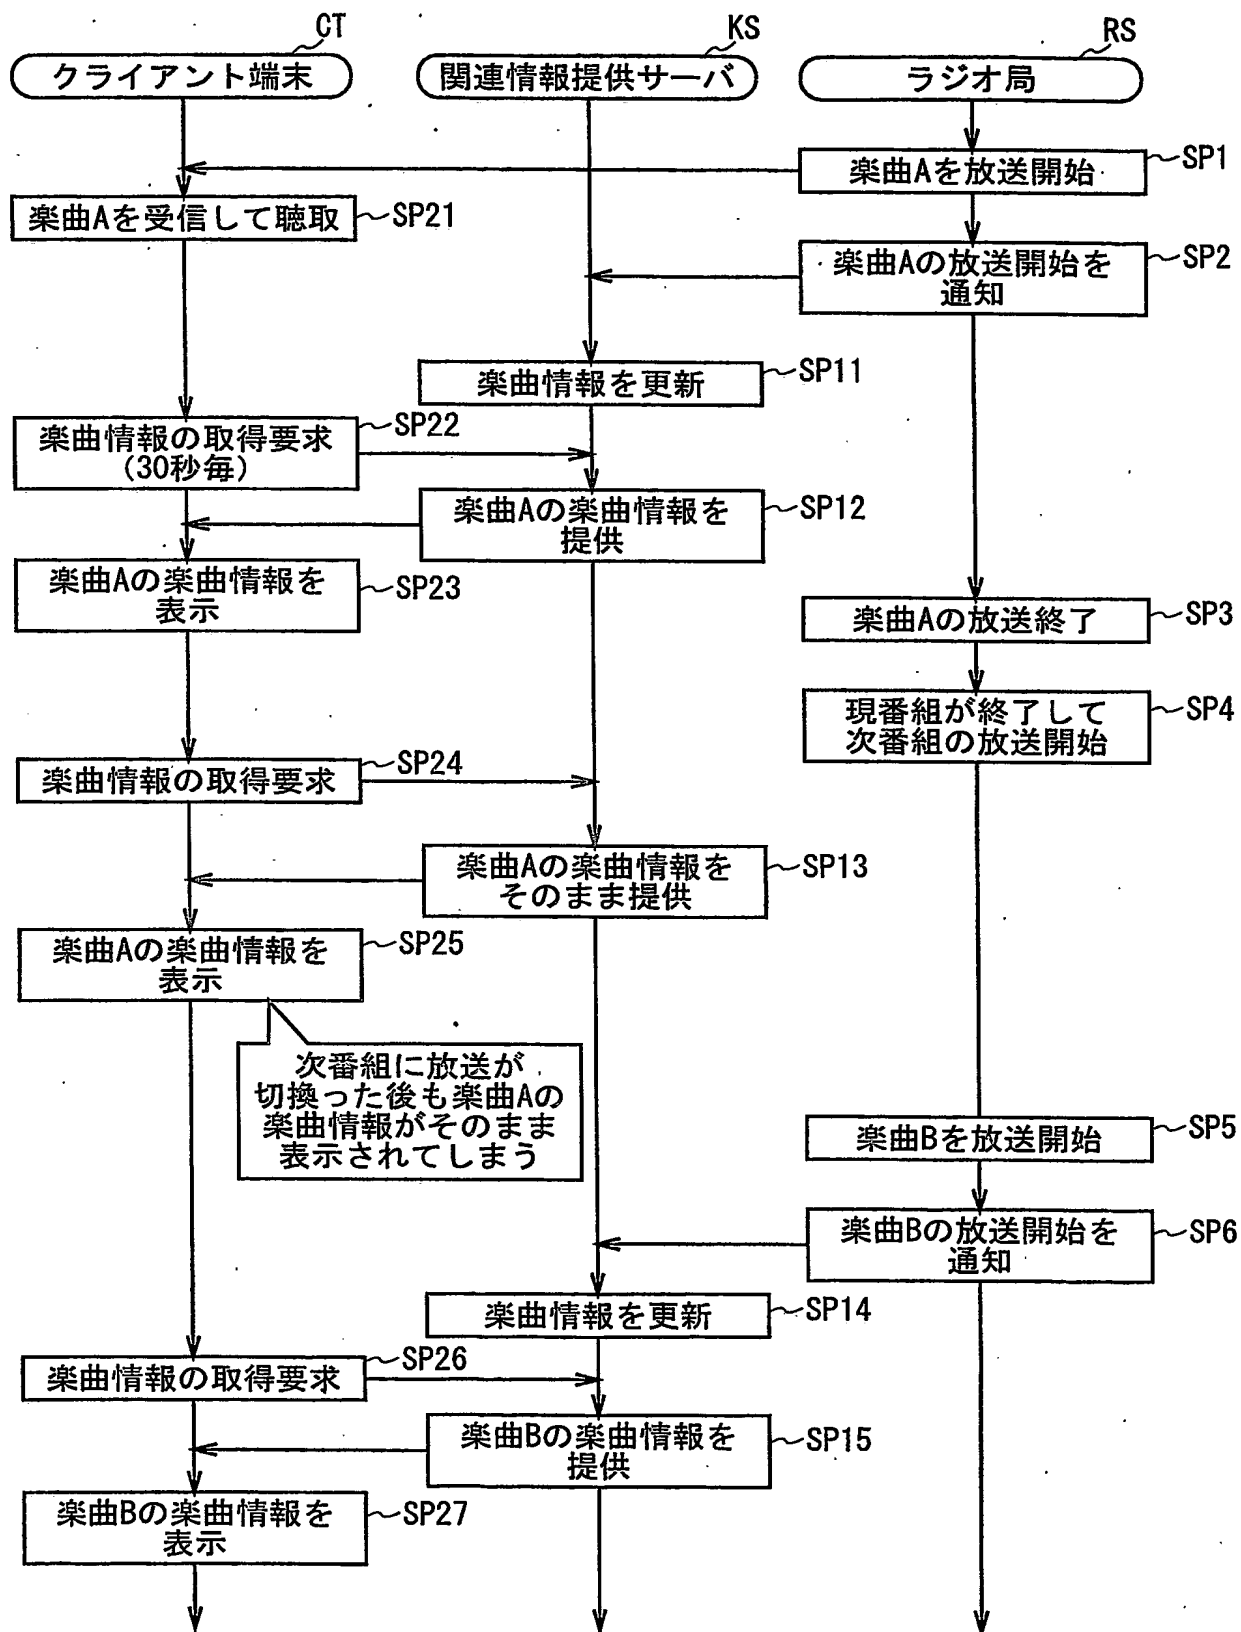 CT
クライアント端末
KS
関連情報提供サーバ
RS
ラジオ局
楽曲Aを放送開始
SP1
楽曲Aを受信して聴取
SP21
楽曲Aの放送開始を
通知
SP2
楽曲情報を更新
SP11
楽曲情報の取得要求
(30秒毎)
SP22
楽曲Aの楽曲情報を
提供
SP12
楽曲Aの楽曲情報を
表示
SP23
楽曲Aの放送終了
SP3
現番組が終了して
次番組の放送開始
SP4
楽曲情報の取得要求
SP24
楽曲Aの楽曲情報を
そのまま提供
SP13
楽曲Aの楽曲情報を
表示
SP25
次番組に放送が
切換った後も楽曲Aの
楽曲情報がそのまま
表示されてしまう
楽曲Bを放送開始
SP5
楽曲Bの放送開始を
通知
SP6
楽曲情報を更新
SP14
楽曲情報の取得要求
SP26
楽曲Bの楽曲情報を
提供
SP15
楽曲Bの楽曲情報を
表示
SP27